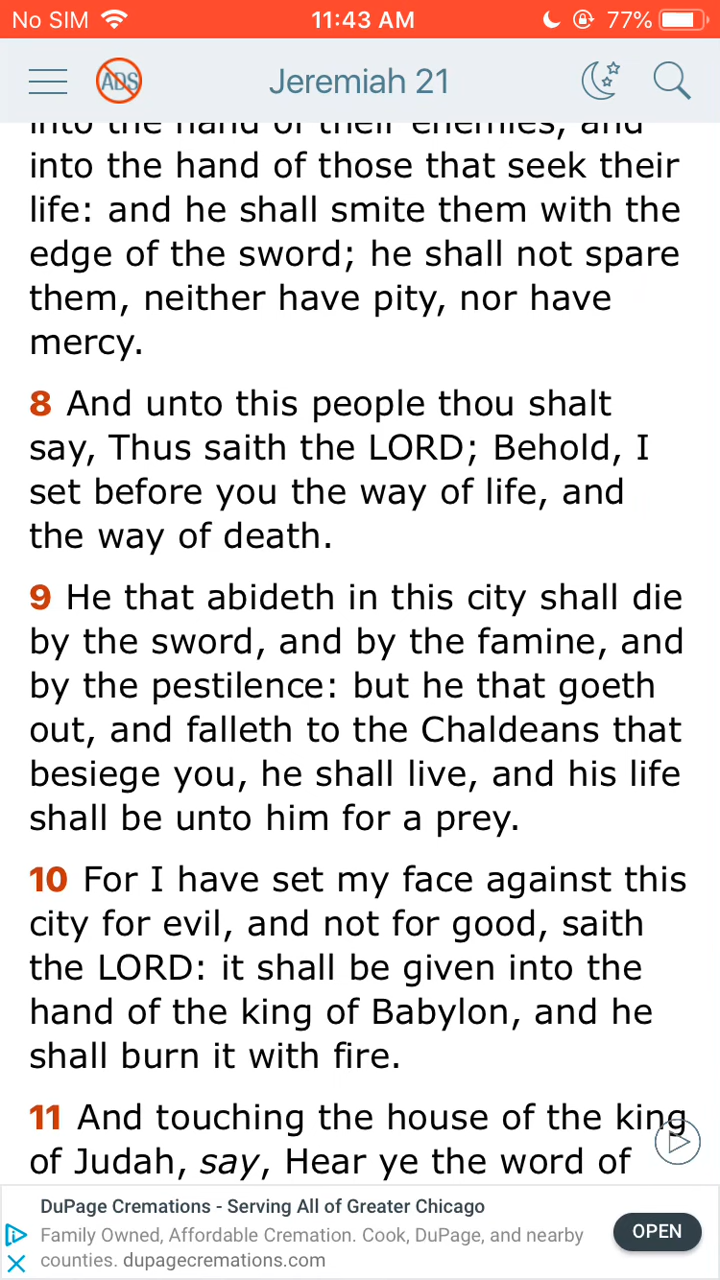 No SIM 11:43 AM 77%
ADS Jeremiah 21
into the hand of their enemies, and
into the hand of those that seek their
life: and he shall smite them with the
edge of the sword; he shall not spare
them, neither have pity, nor have
mercy.
8 And unto this people thou shalt
say, Thus saith the LORD; Behold, I
set before you the way of life, and
the way of death.
9 He that abideth in this city shall die
by the sword, and by the famine, and
by the pestilence: but he that goeth
out, and falleth to the Chaldeans that
besiege you, he shall live, and his life
shall be unto him for a prey.
10 For I have set my face against this
city for evil, and not for good, saith
the LORD: it shall be given into the
hand of the king of Babylon, and he
shall burn it with fire.
11 And touching the house of the king
of Judah, say, Hear ye the word of
DuPage Cremations - Serving All of Greater Chicago
Family Owned, Affordable Cremation. Cook, DuPage, and nearby
counties. dupagecremations.com
OPEN